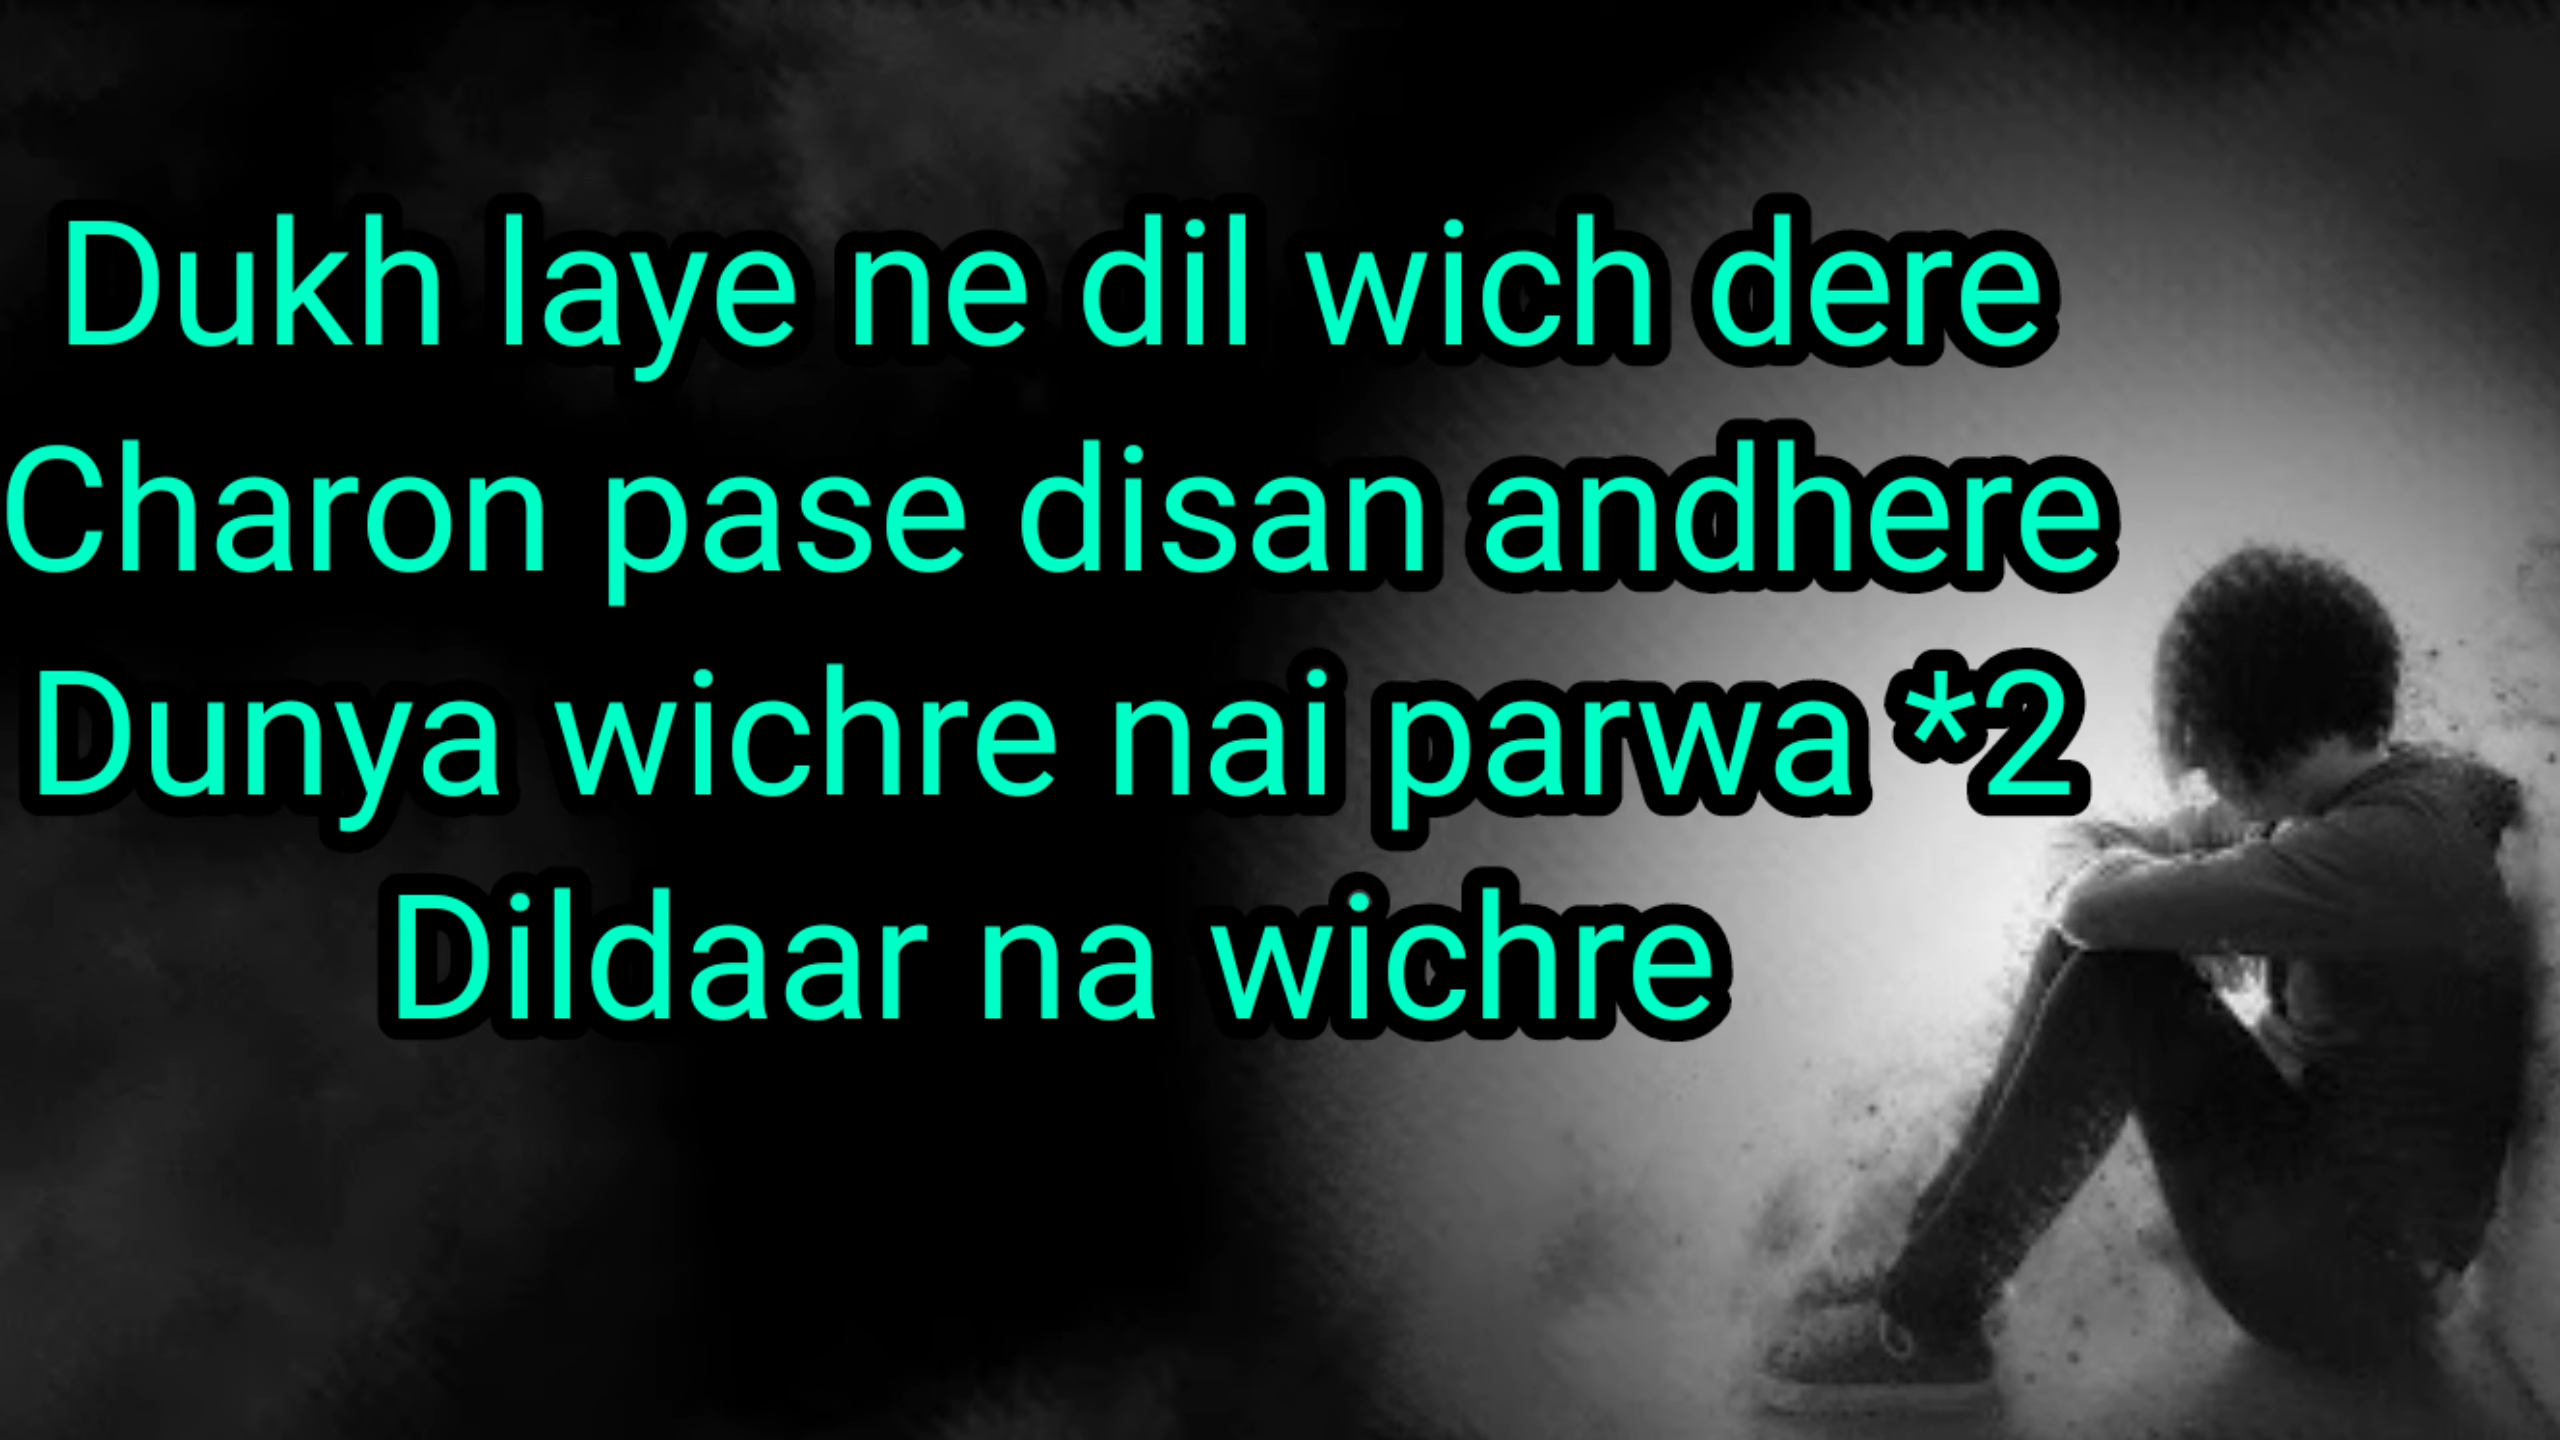 Dukh laye ne dil wich dere
Charon pase disan andhere
Dunya wichre nai parwa *2
Dildaar na wichre